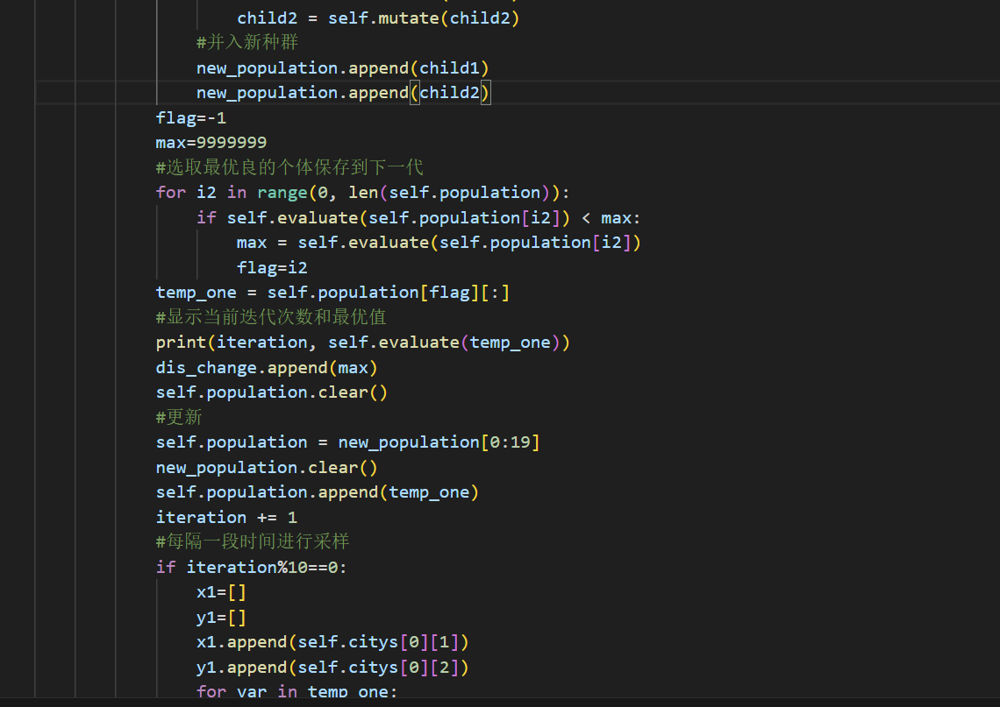 child2 = self.mutate(child2)
#并入新种群
new_population.append(child1)
new_population.append(child2)
flag=-1
max=9999999
#选取最优良的个体保存到下一代
for i2 in range(0, len(self.population)):
if self.evaluate(self.population[i2]) < max:
max = self.evaluate(self.population[i2])
flag=i2
temp_one = self.population[flag][:]
#显示当前迭代次数和最优值
print(iteration, self.evaluate(temp_one))
dis_change.append(max)
self.population.clear()
#更新
self.population = new_population[0:19]
new_population.clear()
self.population.append(temp_one)
iteration += 1
#每隔一段时间进行采样
if iteration%10==0:
x1=[]
y1=[]
x1.append(self.citys[0][1])
y1.append(self.citys[0][2])
for var in temp_one: